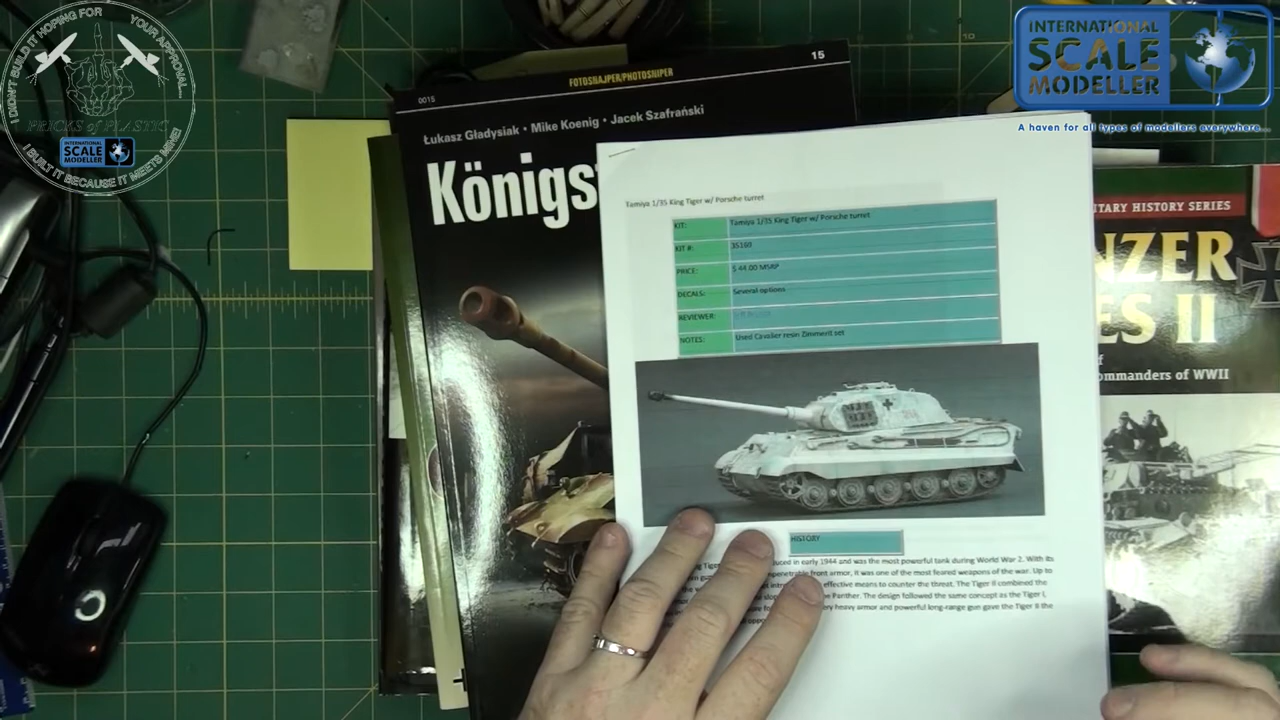 I DIDN'T BUILD IT HOPING FOR YOUR APPROVAL...
PRICKS of PLASTIC
INTERNATIONAL
SCALE
MODELLER
I BUILT IT BECAUSE IT MEETS MINE!
INTERNATIONAL
SCALE
MODELLER
A haven for all types of modellers everywhere...
0015
FOTOSNAJPER/PHOTOSNIPER
15
Łukasz Gładysiak • Mike Koenig • Jacek Szafrański
Königs
Tamiya 1/35 King Tiger w/ Porsche turret
KIT: Tamiya 1/35 King Tiger w/ Porsche turret
KIT #: 35169
PRICE: $ 44.00 MSRP
DECALS: Several options
REVIEWER:
NOTES: Used Cavalier resin Zimmerit set
HISTORY
uced in early 1944 and was the most powerful tank during World War 2. With its
front armor, it was one of the most feared weapons of the war. Up to
effective means to counter the threat. The Tiger II combined the
Panther. The design followed the same concept as the Tiger I,
ry heavy armor and powerful long-range gun gave the Tiger II the
ITARY HISTORY SERIES
NZER
ES II
f
ommanders of WWII